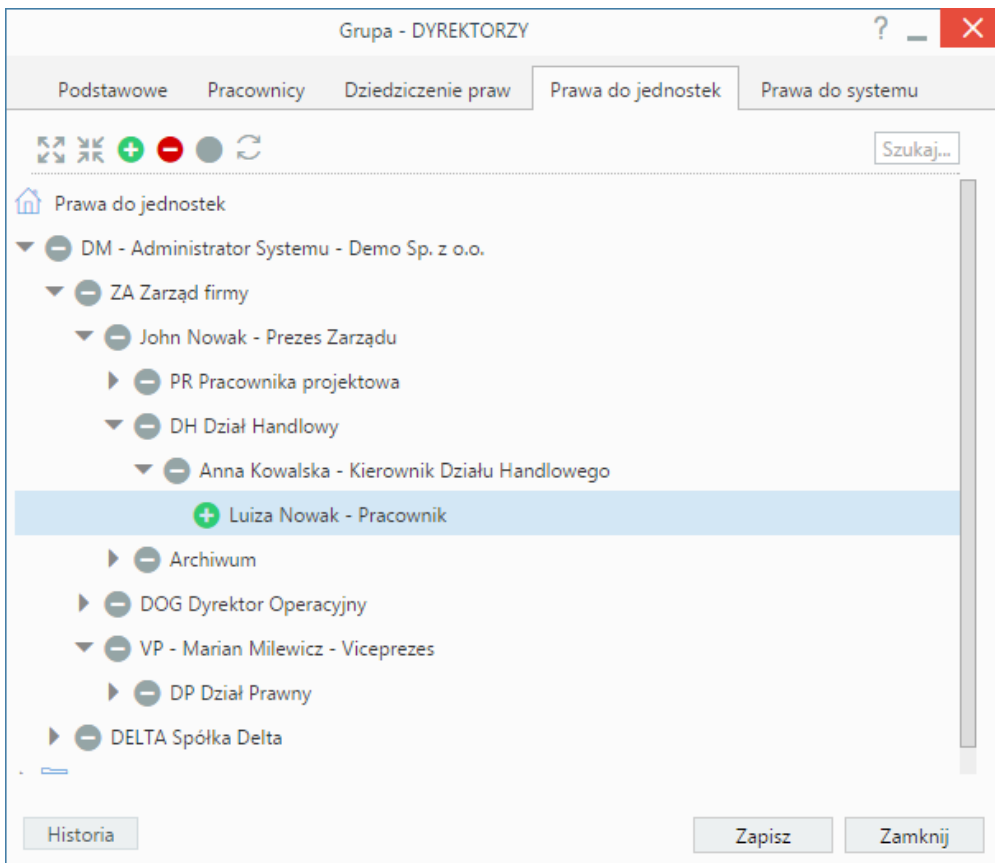 Grupa - DYREKTORZY ?
Podstawowe Pracownicy Dziedziczenie praw Prawa do jednostek Prawa do systemu
Szukaj...
Prawa do jednostek
DM - Administrator Systemu - Demo Sp. z o.o.
ZA Zarząd firmy
John Nowak - Prezes Zarządu
PR Pracownika projektowa
DH Dział Handlowy
Anna Kowalska - Kierownik Działu Handlowego
Luiza Nowak - Pracownik
Archiwum
DOG Dyrektor Operacyjny
VP - Marian Milewicz - Viceprezes
DP Dział Prawny
DELTA Spółka Delta
Historia Zapisz Zamknij